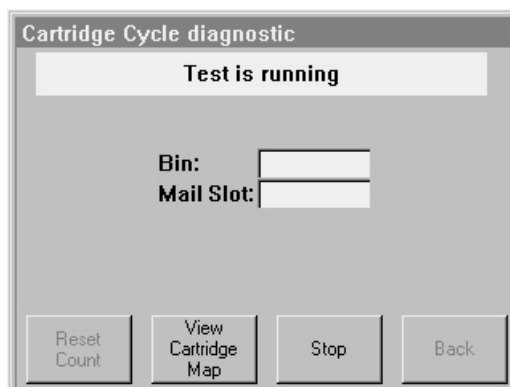 Cartridge Cycle diagnostic
Test is running
Bin:
Mail Slot:
Reset
Count
View
Cartridge
Map
Stop
Back